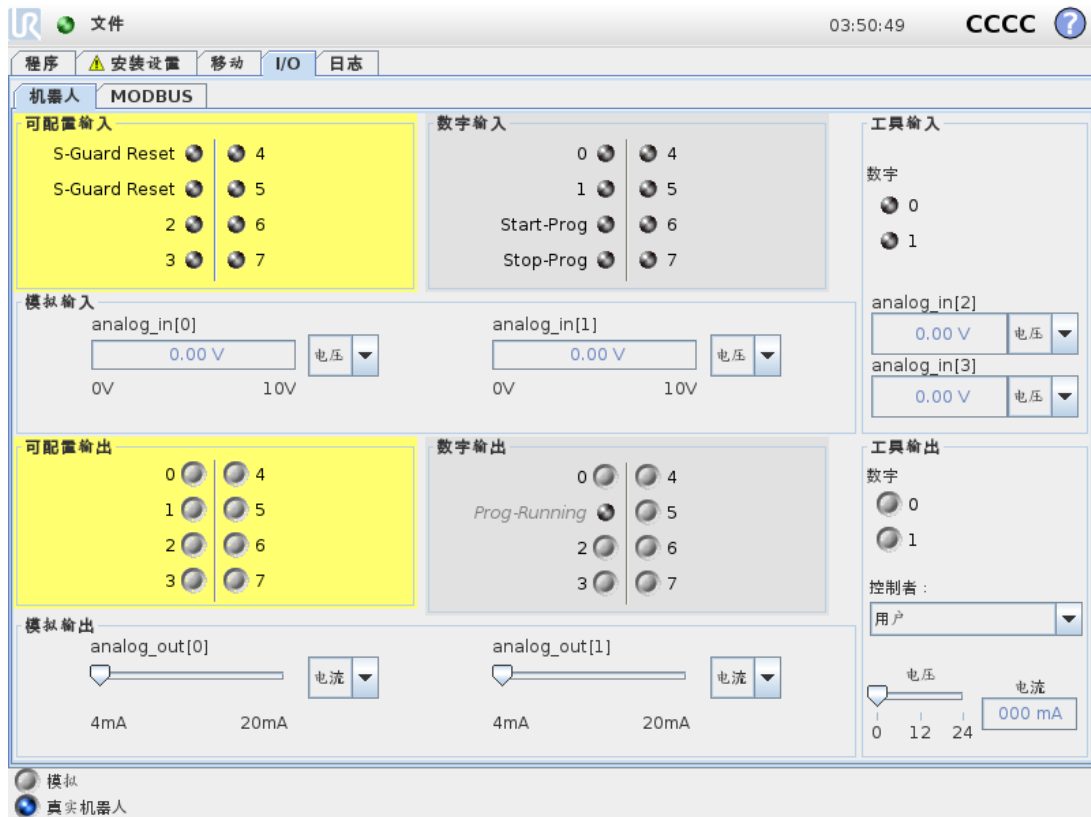 UR 文件 03:50:49 CCCC ?
程序 安装设置 移动 I/O 日志
机器人 MODBUS
可配置输入
S-Guard Reset 4
S-Guard Reset 5
2 6
3 7
数字输入
0 4
1 5
Start-Prog 6
Stop-Prog 7
工具输入
数字
0
1
模拟输入
analog_in[0]
0.00 V 电压
0V 10V
analog_in[1]
0.00 V 电压
0V 10V
analog_in[2]
0.00 V 电压
analog_in[3]
0.00 V 电压
可配置输出
0 4
1 5
2 6
3 7
数字输出
0 4
Prog-Running 5
2 6
3 7
工具输出
数字
0
1
控制者:
用户
模拟输出
analog_out[0]
电流
4mA 20mA
analog_out[1]
电流
4mA 20mA
电压
0 12 24
电流
000 mA
模拟
真实机器人